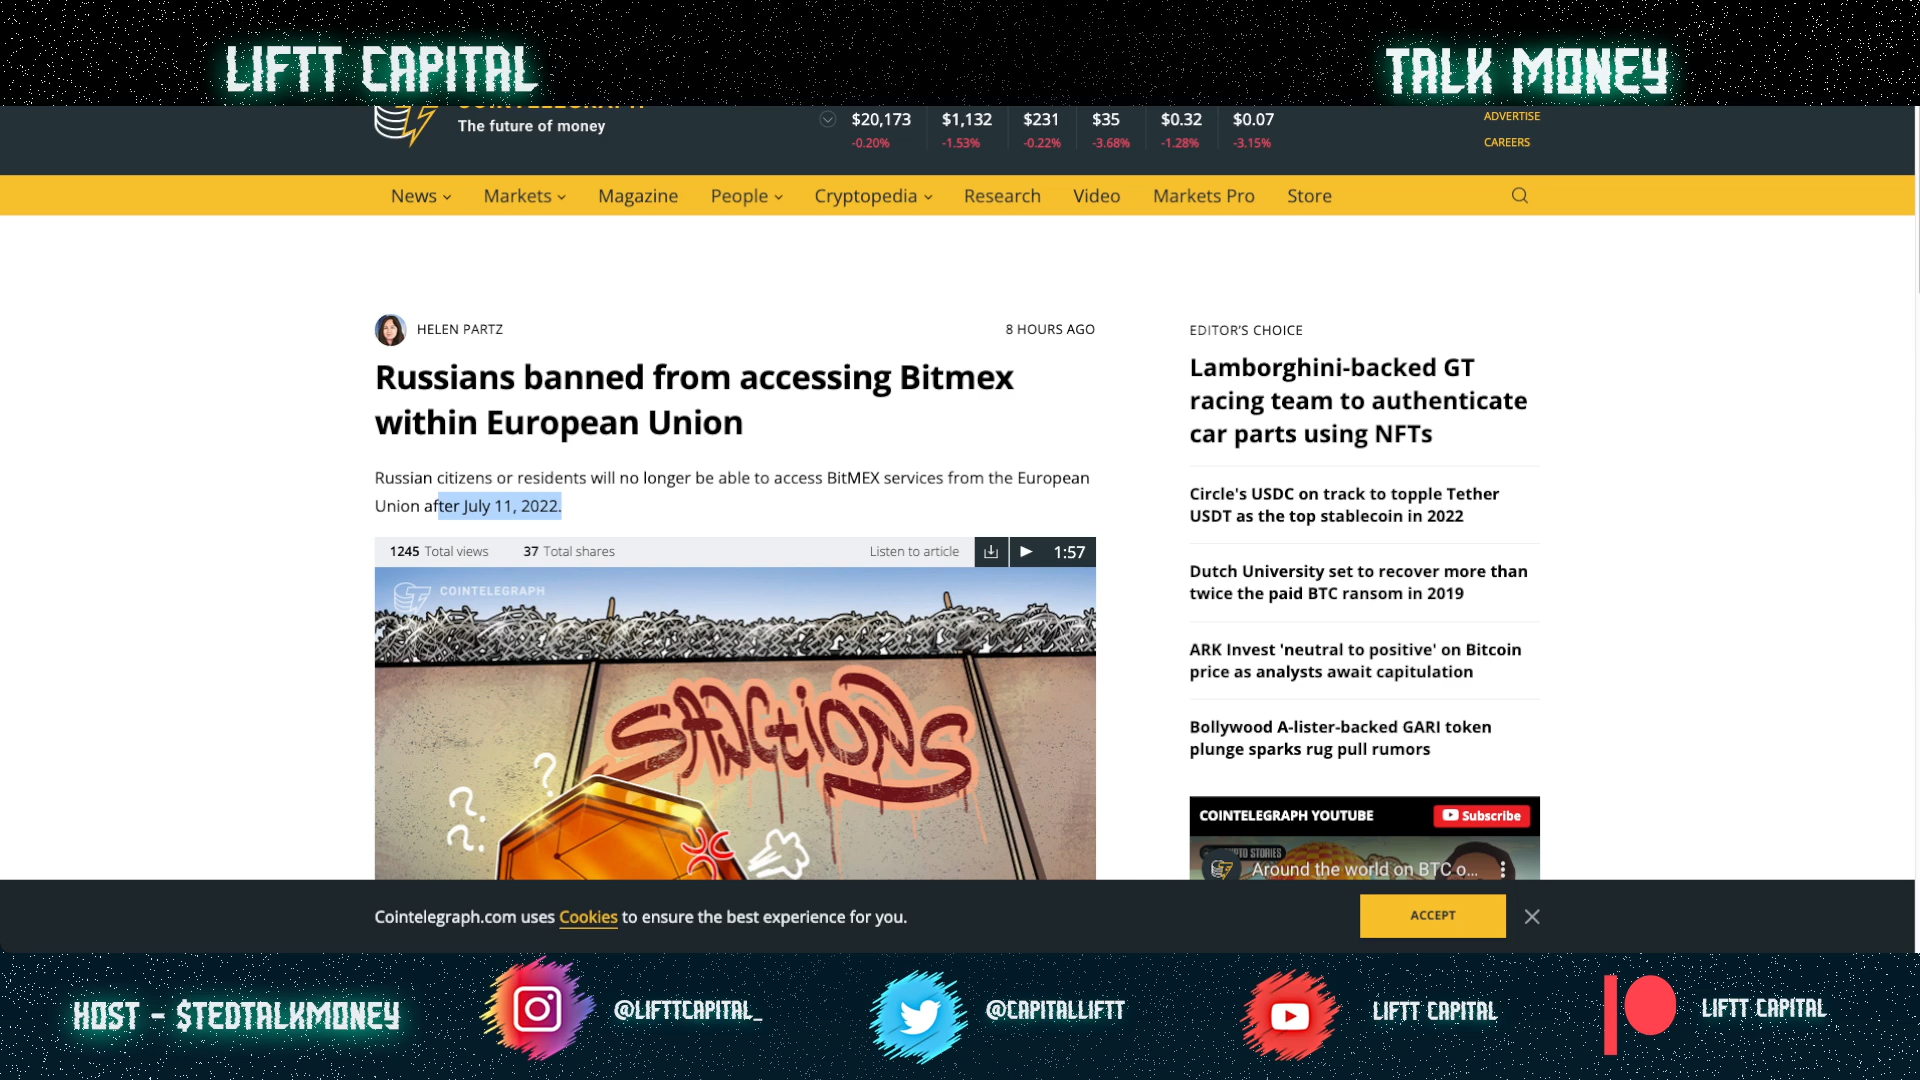 LIFTT CAPITAL
TALK MONEY
The future of money
$20,173 $1,132 $231 $35 $0.32 $0.07
-0.20% -1.53% -0.22% -3.68% -1.28% -3.15%
ADVERTISE
CAREERS
News Markets Magazine People Cryptopedia Research Video Markets Pro Store
HELEN PARTZ
8 HOURS AGO
Russians banned from accessing Bitmex
within European Union
Russian citizens or residents will no longer be able to access BitMEX services from the European
Union after July 11, 2022.
1245 Total views 37 Total shares
Listen to article 1:57
COINTELEGRAPH
SANCTIONS
? ? ?
EDITOR'S CHOICE
Lamborghini-backed GT
racing team to authenticate
car parts using NFTs
Circle's USDC on track to topple Tether
USDT as the top stablecoin in 2022
Dutch University set to recover more than
twice the paid BTC ransom in 2019
ARK Invest 'neutral to positive' on Bitcoin
price as analysts await capitulation
Bollywood A-lister-backed GARI token
plunge sparks rug pull rumors
COINTELEGRAPH YOUTUBE
Subscribe
Around the world on BTC o...
Cointelegraph.com uses Cookies to ensure the best experience for you.
ACCEPT
HOST - $TEDTALKMONEY
@LIFTTCAPITAL_
@CAPITALLIFTT
LIFTT CAPITAL
LIFTT CAPITAL